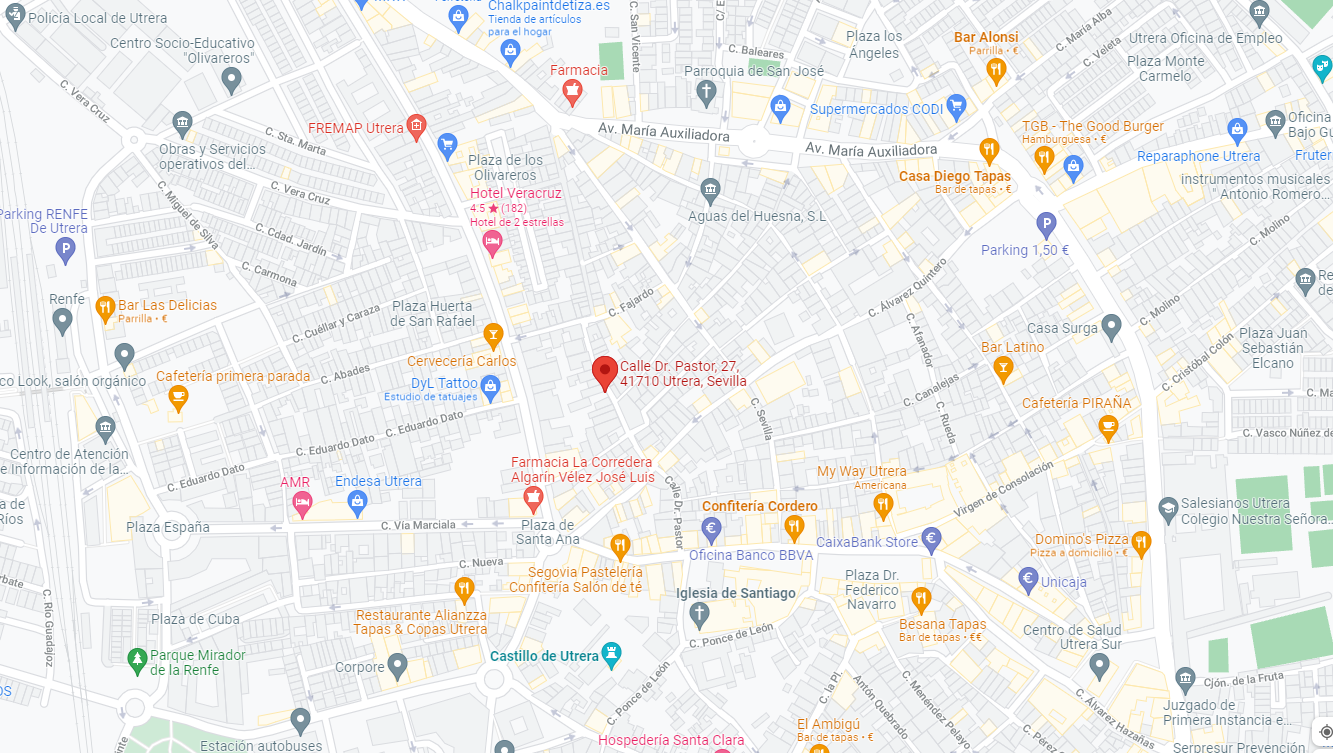 Policía Local de Utrera
Chalkpaintdetiza.es
Tienda de artículos
para el hogar
C. San Vicente
C. Baleares
Plaza los
Ángeles
Bar Alonsi
Parrilla • €
C. María Alba
C. Veleta
Utrera Oficina de Empleo
Plaza Monte
Carmelo
Centro Socio-Educativo
"Olivareros"
Farmacia
Parroquia de San José
C. Vera Cruz
Supermercados CODI
FREMAP Utrera
Av. María Auxiliadora
Av. María Auxiliadora
TGB - The Good Burger
Hamburguesa • €
Oficina
Bajo Gu
Reparaphone Utrera
Fruter
C. Sta. Marta
Obras y Servicios
operativos del...
Plaza de los
Olivareros
Casa Diego Tapas
Bar de tapas • €
instrumentos musicales
" Antonio Romero...
C. Vera Cruz
Hotel Veracruz
4.5 ★ (182)
Hotel de 2 estrellas
C. Miguel de Silva
Aguas del Huesna, S.L
Parking RENFE
De Utrera
C. Cdad. Jardín
Parking 1,50 €
C. Molino
C. Carmona
Renfe
Bar Las Delicias
Parrilla • €
Plaza Huerta
de San Rafael
C. Fajardo
C. Álvarez Quintero
C. Molino
C. Cuéllar y Caraza
C. Afanador
Casa Surga
Plaza Juan
Sebastián
Elcano
Cervecería Carlos
Bar Latino
C. Cristobal Colón
co Look, salón orgánico
Cafetería primera parada
C. Abades
Calle Dr. Pastor, 27,
41710 Utrera, Sevilla
DyL Tattoo
Estudio de tatuajes
C. Canalejas
C. Ma
C. Sevilla
C. Rueda
Cafetería PIRAÑA
C. Eduardo Dato
C. Eduardo Dato
C. Vasco Núñez de
Centro de Atención
e Información de la...
C. Eduardo Dato
Farmacia La Corredera
Algarín Vélez José Luis
My Way Utrera
Americana
Virgen de Consolación
AMR
Endesa Utrera
Calle Dr. Pastor
Confitería Cordero
Salesianos Utrera
Colegio Nuestra Señora...
a de
Ríos
Plaza España
C. Vía Marciala
Plaza de
Santa Ana
Oficina Banco BBVA
CaixaBank Store
Domino's Pizza
Pizza a domicilio • €
C. Nueva
Segovia Pastelería
Confitería Salón de té
Plaza Dr.
Federico
Navarro
Unicaja
Iglesia de Santiago
C. Río Guadajoz
Plaza de Cuba
Restaurante Alianzza
Tapas & Copas Utrera
Besana Tapas
Bar de tapas • €€
Centro de Salud
Utrera Sur
C. Ponce de León
Parque Mirador
de la Renfe
Corpore
Castillo de Utrera
C. Ponce de León
C. la Pl
Antón Quebrado
C. Menéndez Pelayo
C. Álvarez Hazañas
Cjón. de la Fruta
Juzgado de
Primera Instancia e...
El Ambigú
Bar de tapas • €
Estación autobuses
Hospedería Santa Clara
Serpresur Prevención